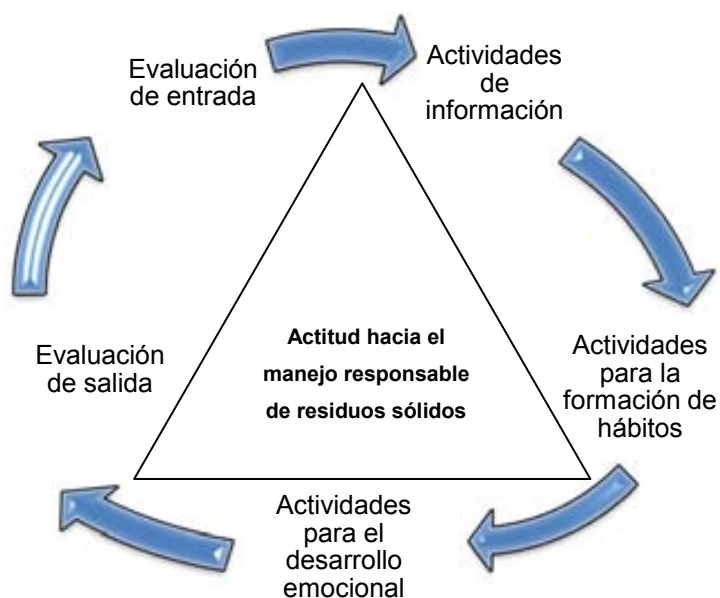 Evaluación
de entrada
Actividades
de
información
Actividades
para la
formación de
hábitos
Actividades
para el
desarrollo
emocional
Evaluación
de salida
Actitud hacia el
manejo responsable
de residuos sólidos